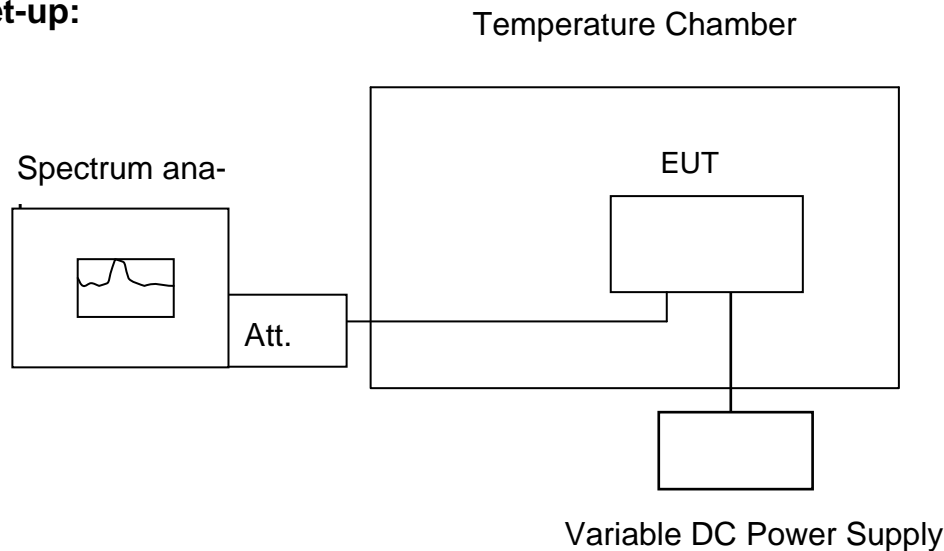 et-up:
Temperature Chamber
Spectrum ana-
EUT
Att.
Variable DC Power Supply